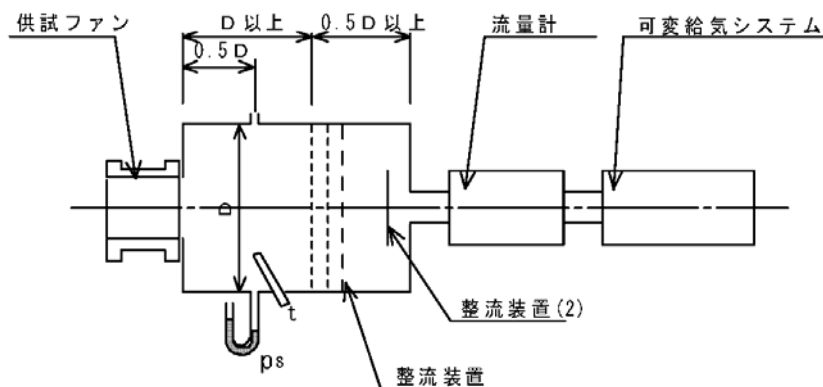 供試ファン
D以上
0.5D以上
流量計
可変給気システム
0.5D
D
t
ps
整流装置(2)
整流装置